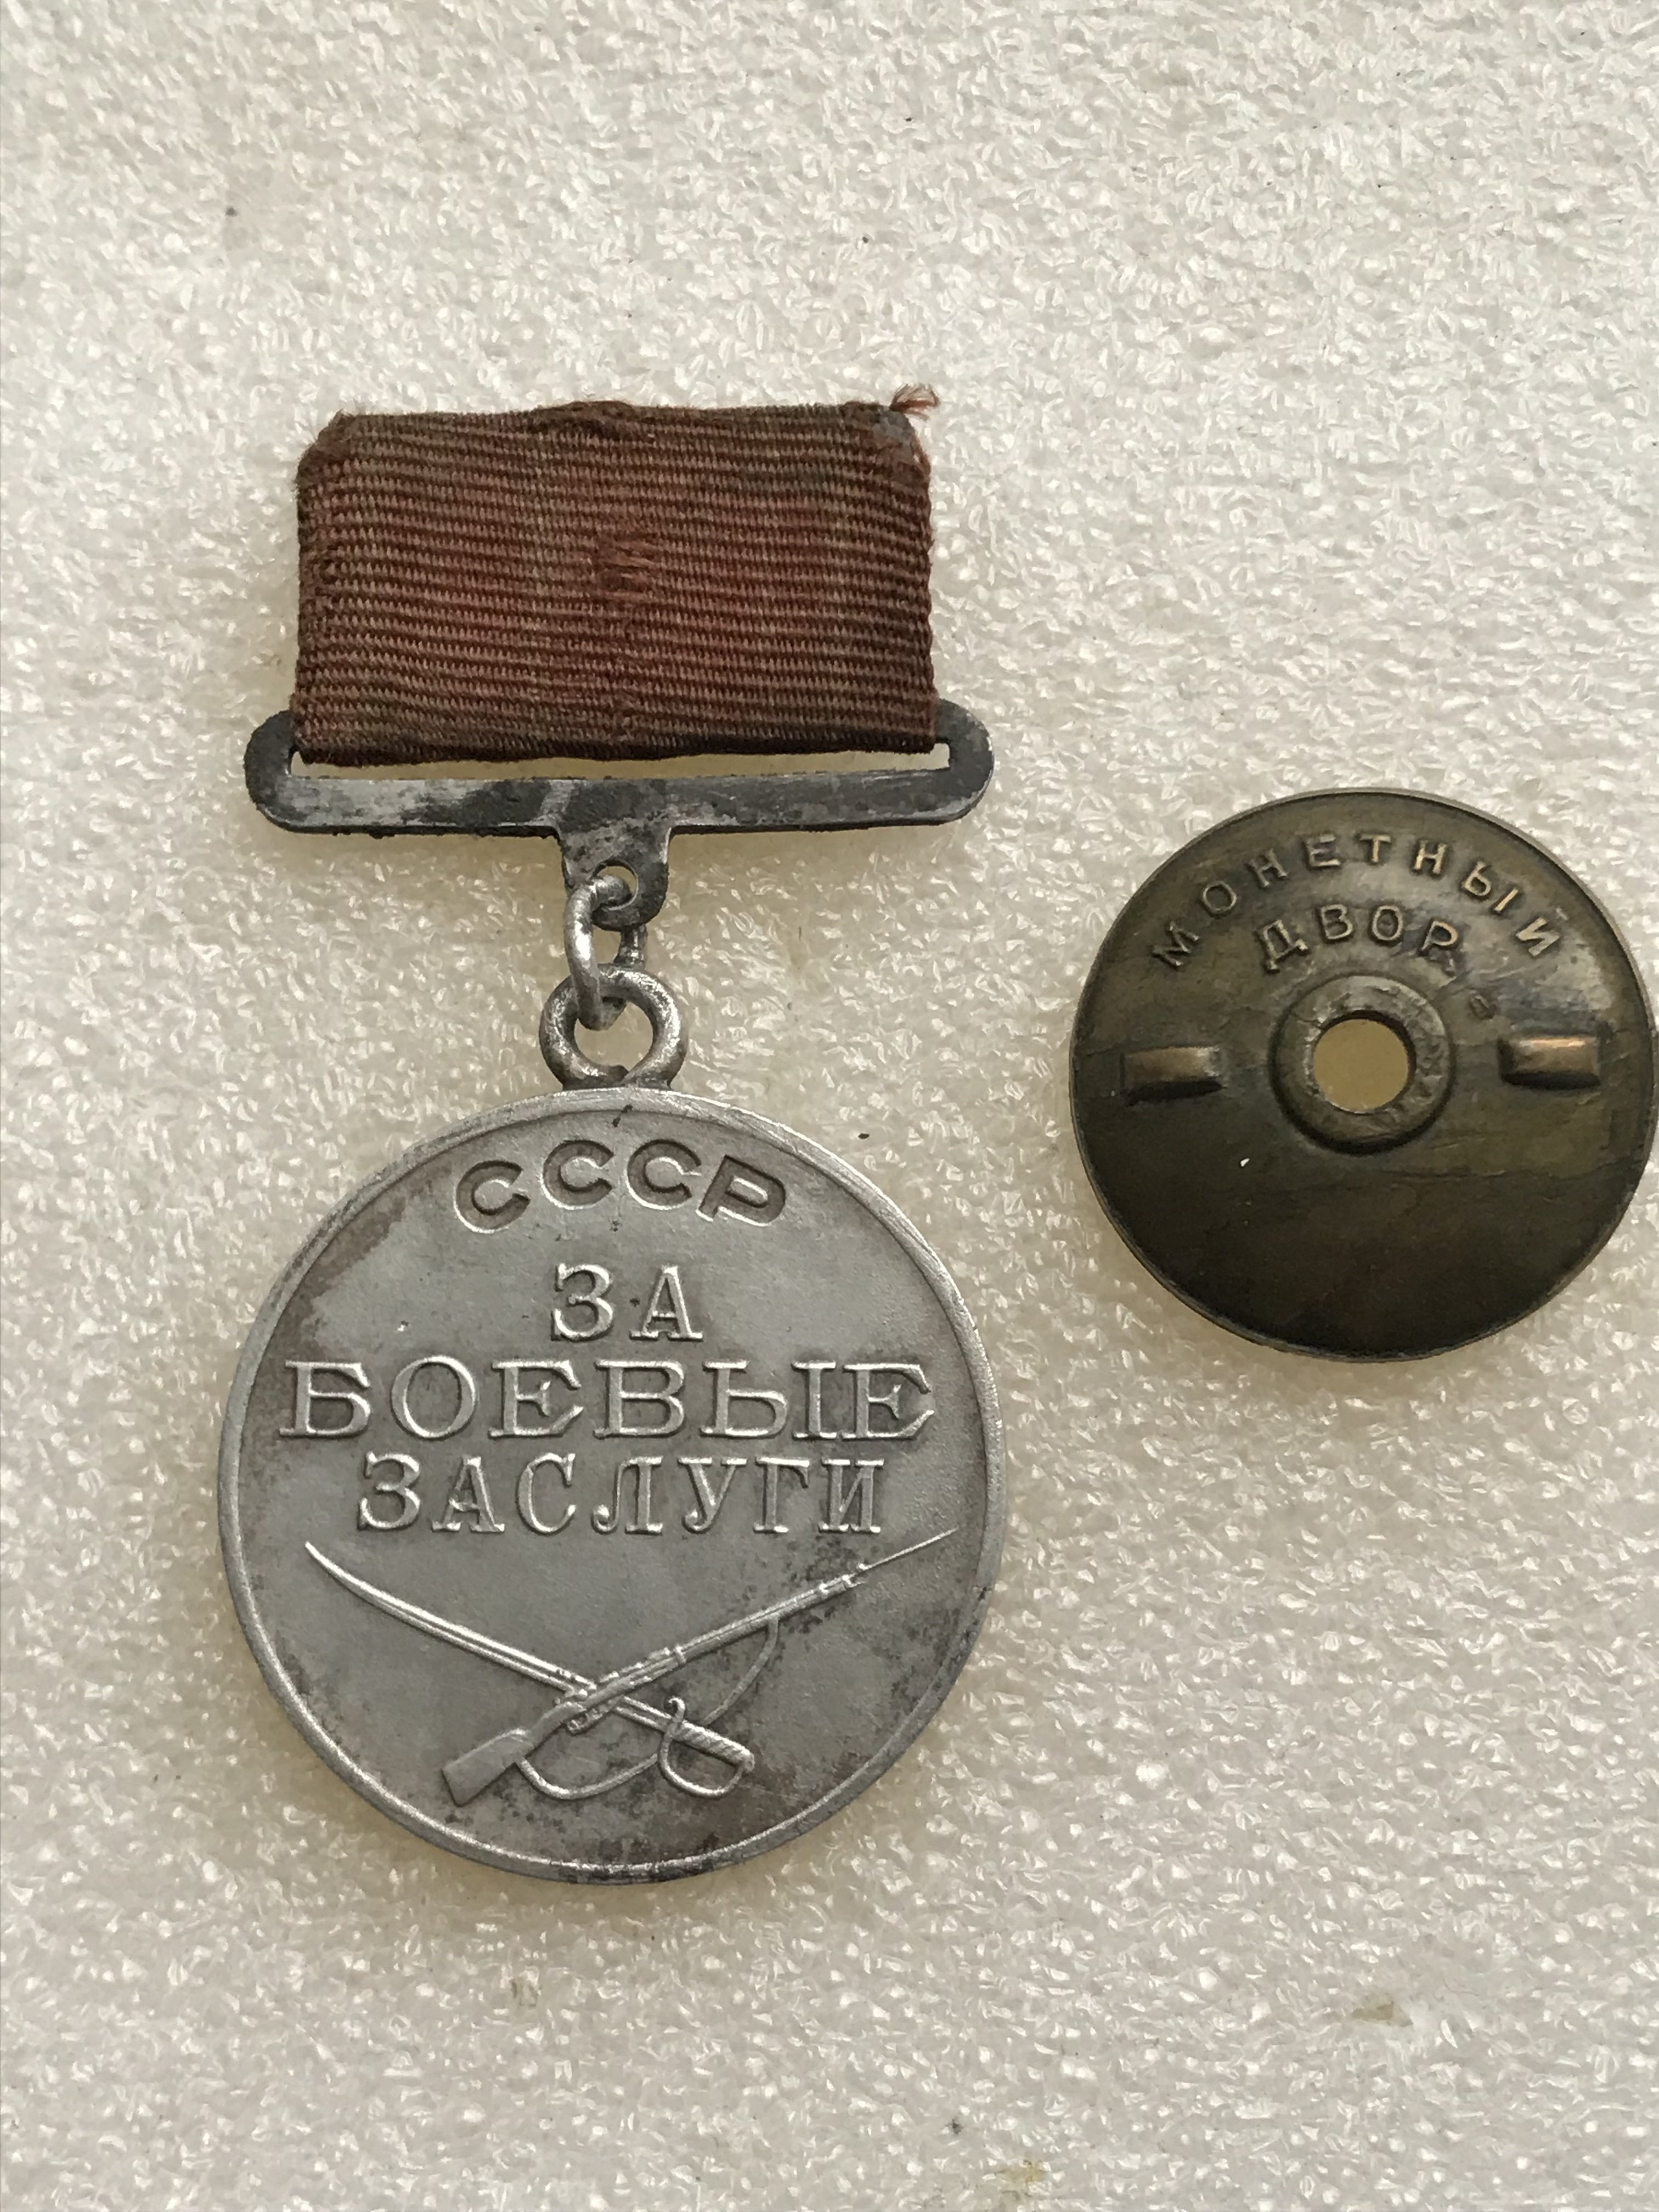 СССР
ЗА
БОЕВЫЕ
ЗАСЛУГИ
МОНЕТНЫЙ
ДВОР